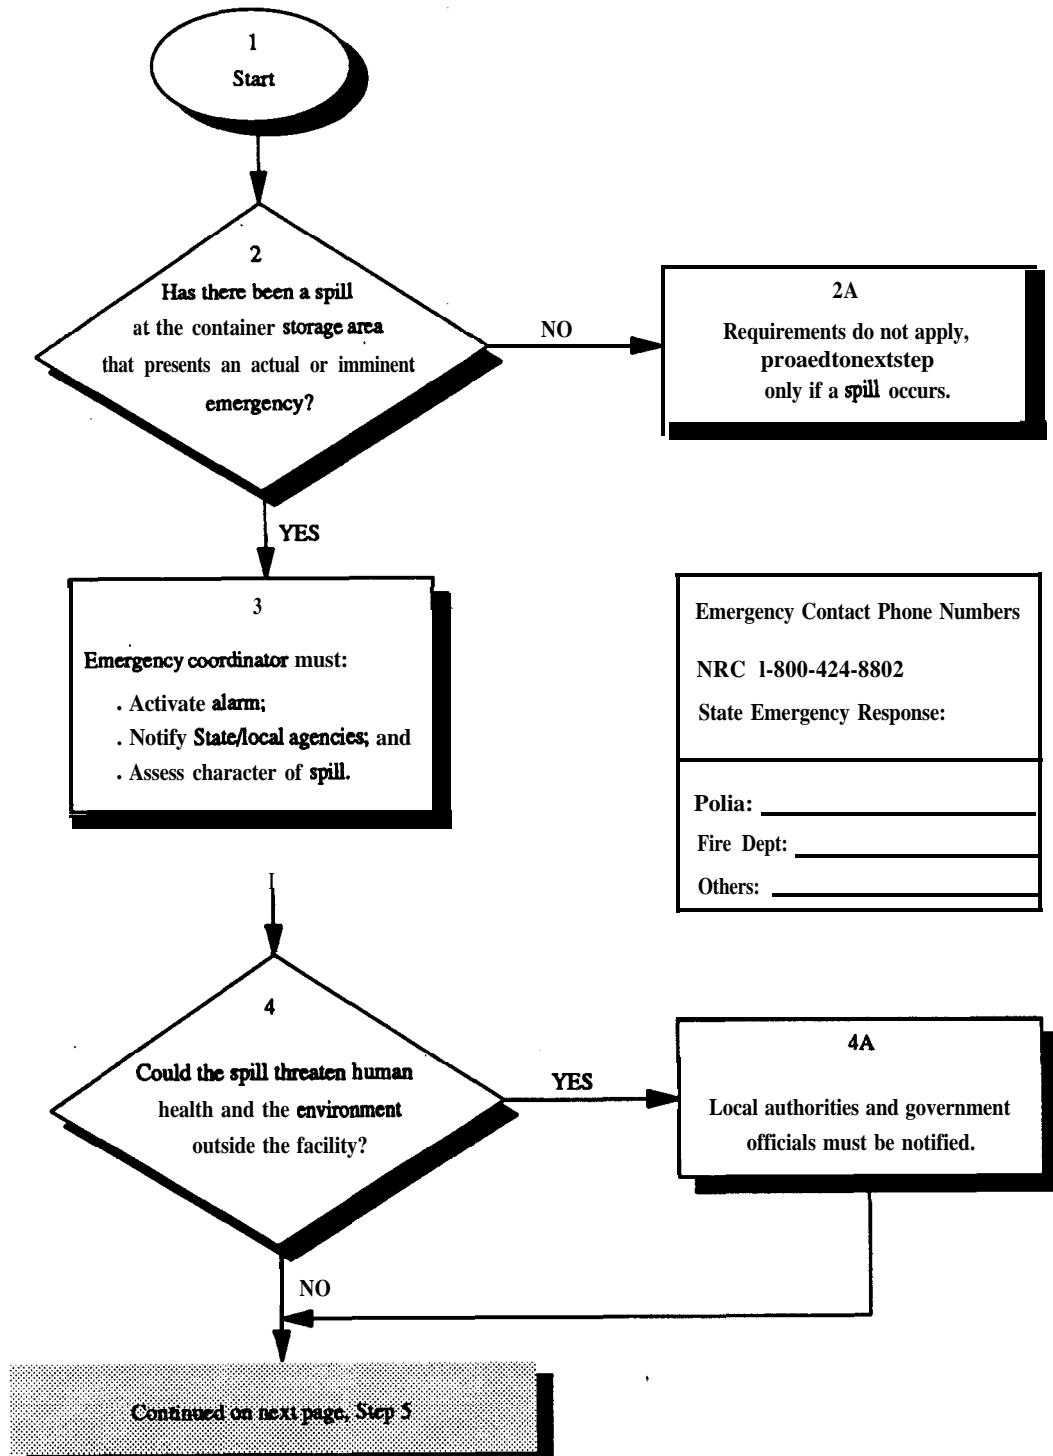 1
Start
2
Has there been a spill
at the container storage area
that presents an actual or imminent
emergency?
NO
2A
Requirements do not apply,
proaedtonextstep
only if a spill occurs.
YES
3
Emergency coordinator must:
. Activate alarm;
. Notify State/local agencies; and
. Assess character of spill.
Emergency Contact Phone Numbers
NRC l-800-424-8802
State Emergency Response:
Polia:
Fire Dept:
Others:
4
Could the spill threaten human
health and the environment
outside the facility?
YES
4A
Local authorities and government
officials must be notified.
NO
Continued on next page, Step 5